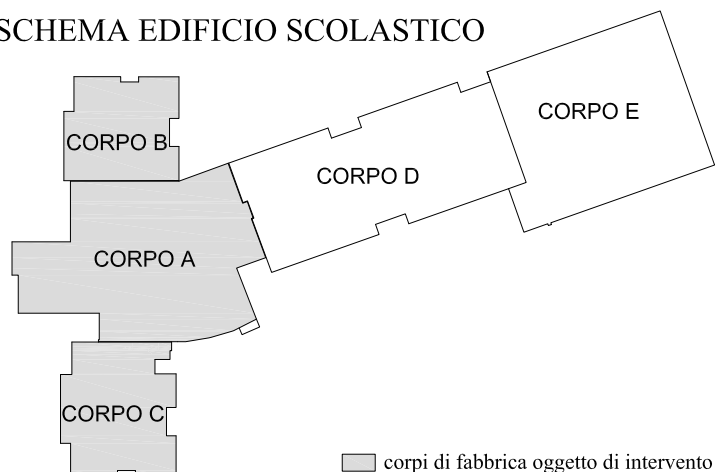 SCHEMA EDIFICIO SCOLASTICO
CORPO E
CORPO B
CORPO D
CORPO A
CORPO C
corpi di fabbrica oggetto di intervento